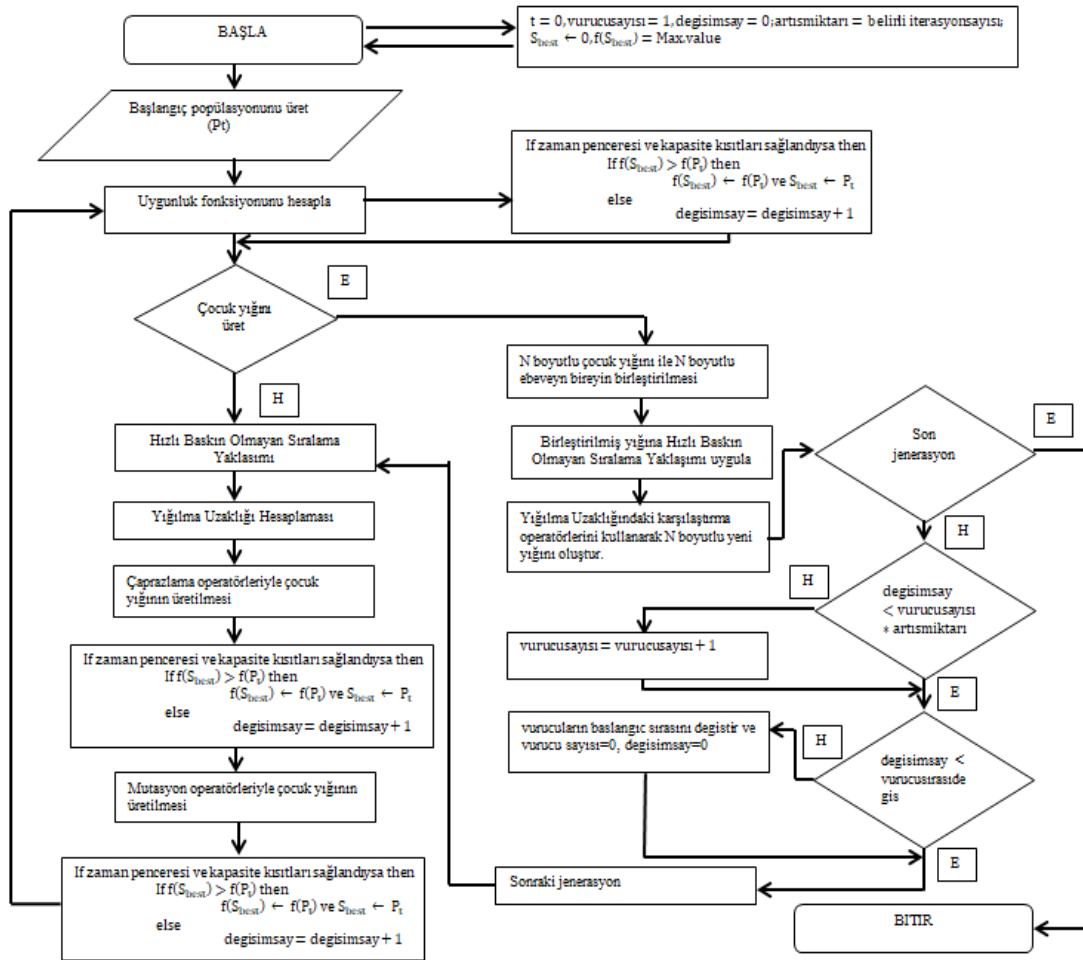 BAŞLA
t = 0, vurucusayısı = 1, degisimsay = 0; artısmiktarı = belirli iterasyonsayısı;
S_best ← 0, f(S_best) = Max.value
Başlangıç popülasyonunu üret
(Pt)
If zaman penceresi ve kapasite kısıtları sağlandıysa then
If f(S_best) > f(P_t) then
f(S_best) ← f(P_t) ve S_best ← P_t
else
degisimsay = degisimsay + 1
Uygunluk fonksiyonunu hesapla
E
Çocuk yığını
üret
H
N boyutlu çocuk yığını ile N boyutlu
ebeveyn bireyin birleştirilmesi
Hızlı Baskın Olmayan Sıralama
Yaklasımı
Birleştirilmiş yığına Hızlı Baskın
Olmayan Sıralama Yaklaşımı uygula
Son
jenerasyon
E
H
Yığılma Uzaklığı Hesaplaması
Yığılma Uzaklığındaki karşılaştırma
operatörlerini kullanarak N boyutlu yeni
yığını oluştur.
Çaprazlama operatörleriyle çocuk
yığının üretilmesi
H
degisimsay
< vurucusayısı
* artısmiktarı
vurucusayısı = vurucusayısı + 1
E
If zaman penceresi ve kapasite kısıtları sağlandıysa then
If f(S_best) > f(P_t) then
f(S_best) ← f(P_t) ve S_best ← P_t
else
degisimsay = degisimsay + 1
vurucuların baslangıc sırasını degistir ve
vurucu sayısı=0, degisimsay=0
H
degisimsay <
vurucusıraside
gis
E
Mutasyon operatörleriyle çocuk yığının
üretilmesi
If zaman penceresi ve kapasite kısıtları sağlandıysa then
If f(S_best) > f(P_t) then
f(S_best) ← f(P_t) ve S_best ← P_t
else
degisimsay = degisimsay + 1
Sonraki jenerasyon
BITIR